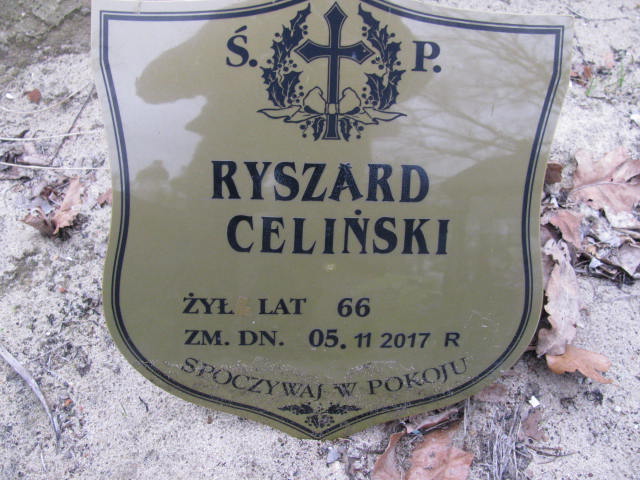 Ś. P.
RYSZARD
CELIŃSKI
ŻYŁ LAT 66
ZM. DN. 05. 11 2017 R
SPOCZYWAJ W POKOJU